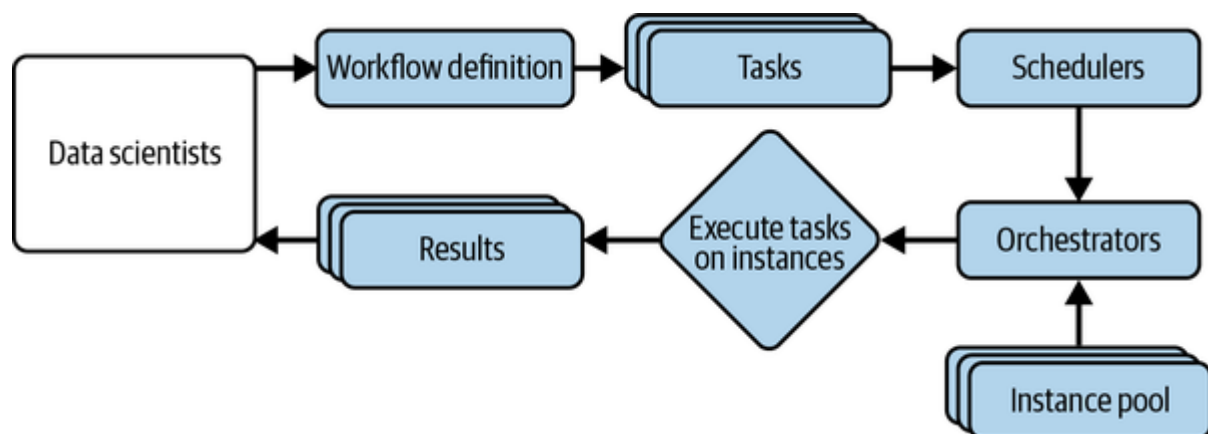 Workflow definition
Tasks
Schedulers
Data scientists
Results
Execute tasks
on instances
Orchestrators
Instance pool